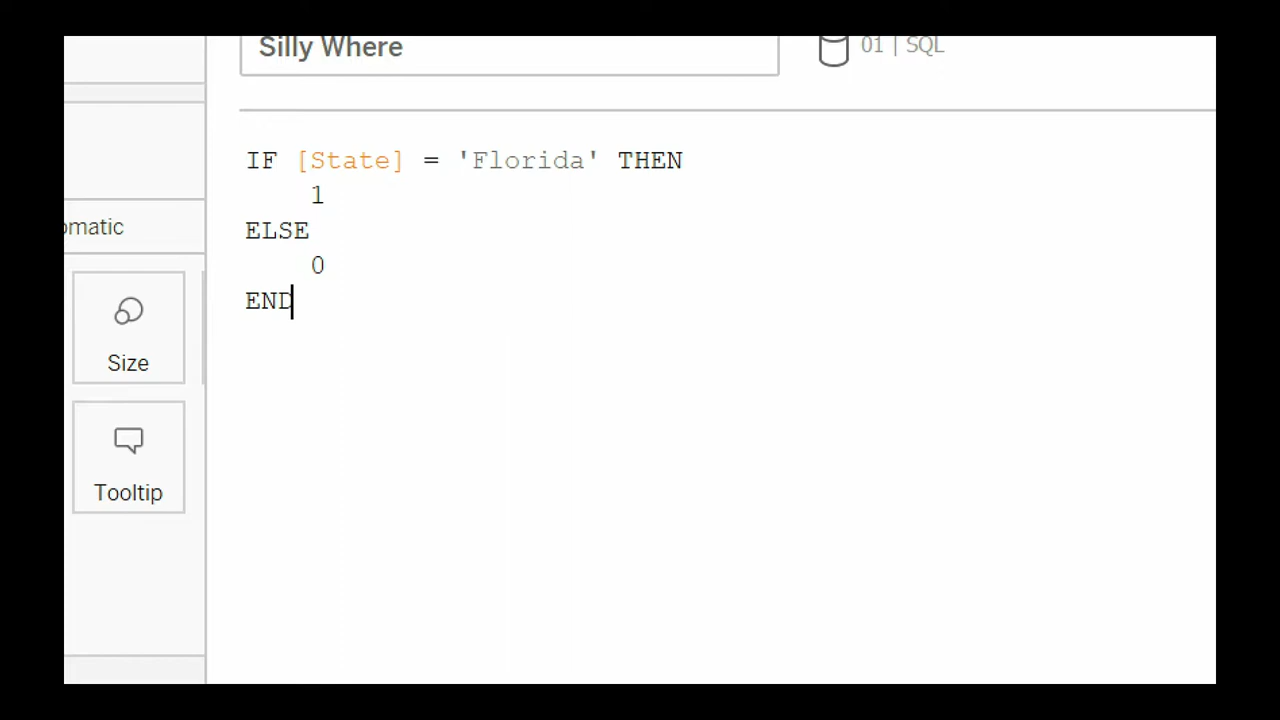 Silly Where
01 | SQL
IF [State] = 'Florida' THEN
1
ELSE
0
END
omatic
Size
Tooltip